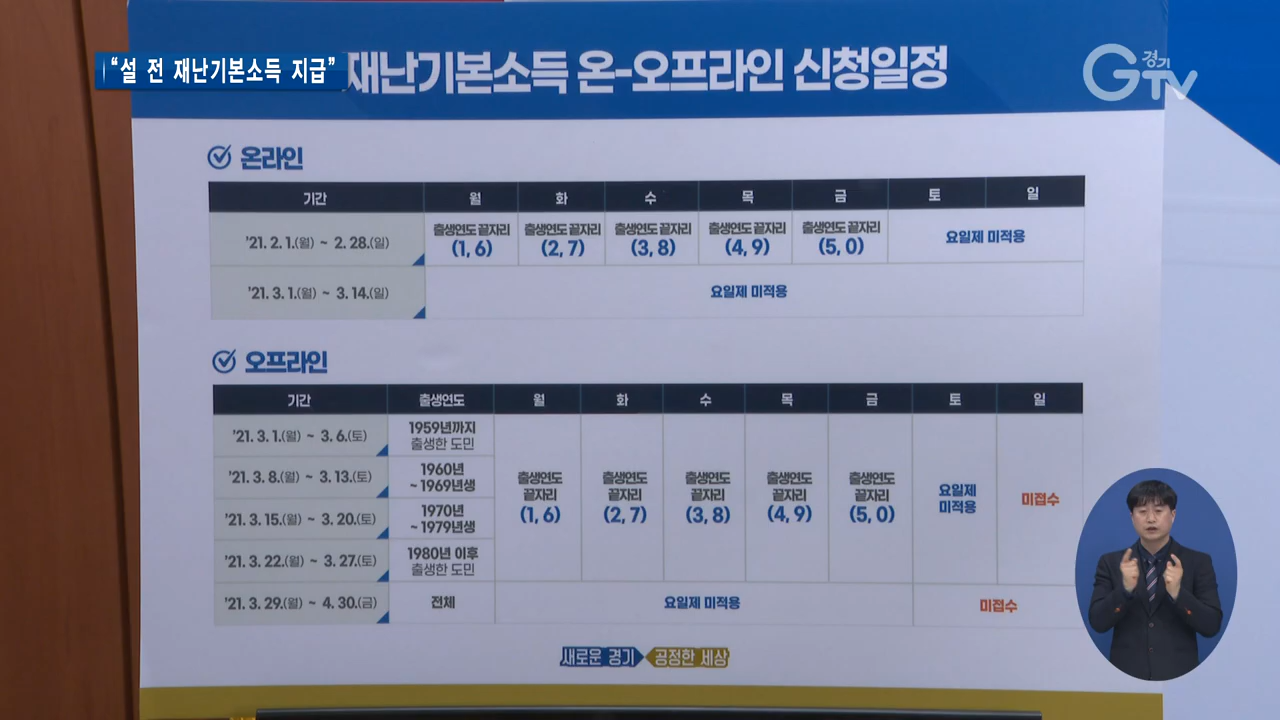 “설 전 재난기본소득 지급”
재난기본소득 온-오프라인 신청일정
G경기TV
온라인
기간 월 화 수 목 금 토 일
'21. 2. 1.(월) ~ 2. 28.(일)
출생연도 끝자리 출생연도 끝자리 출생연도 끝자리 출생연도 끝자리 출생연도 끝자리
(1, 6) (2, 7) (3, 8) (4, 9) (5, 0)
요일제 미적용
'21. 3. 1.(월) ~ 3. 14.(일) 요일제 미적용
오프라인
기간 출생연도 월 화 수 목 금 토 일
'21. 3. 1.(월) ~ 3. 6.(토)
1959년까지
출생한 도민
'21. 3. 8.(월) ~ 3. 13.(토)
1960년
~ 1969년생
'21. 3. 15.(월) ~ 3. 20.(토)
1970년
~ 1979년생
'21. 3. 22.(월) ~ 3. 27.(토)
1980년 이후
출생한 도민
출생연도 출생연도 출생연도 출생연도 출생연도
끝자리 끝자리 끝자리 끝자리 끝자리
(1, 6) (2, 7) (3, 8) (4, 9) (5, 0)
요일제
미적용
미접수
'21. 3. 29.(월) ~ 4. 30.(금) 전체 요일제 미적용 미접수
새로운 경기 공정한 세상